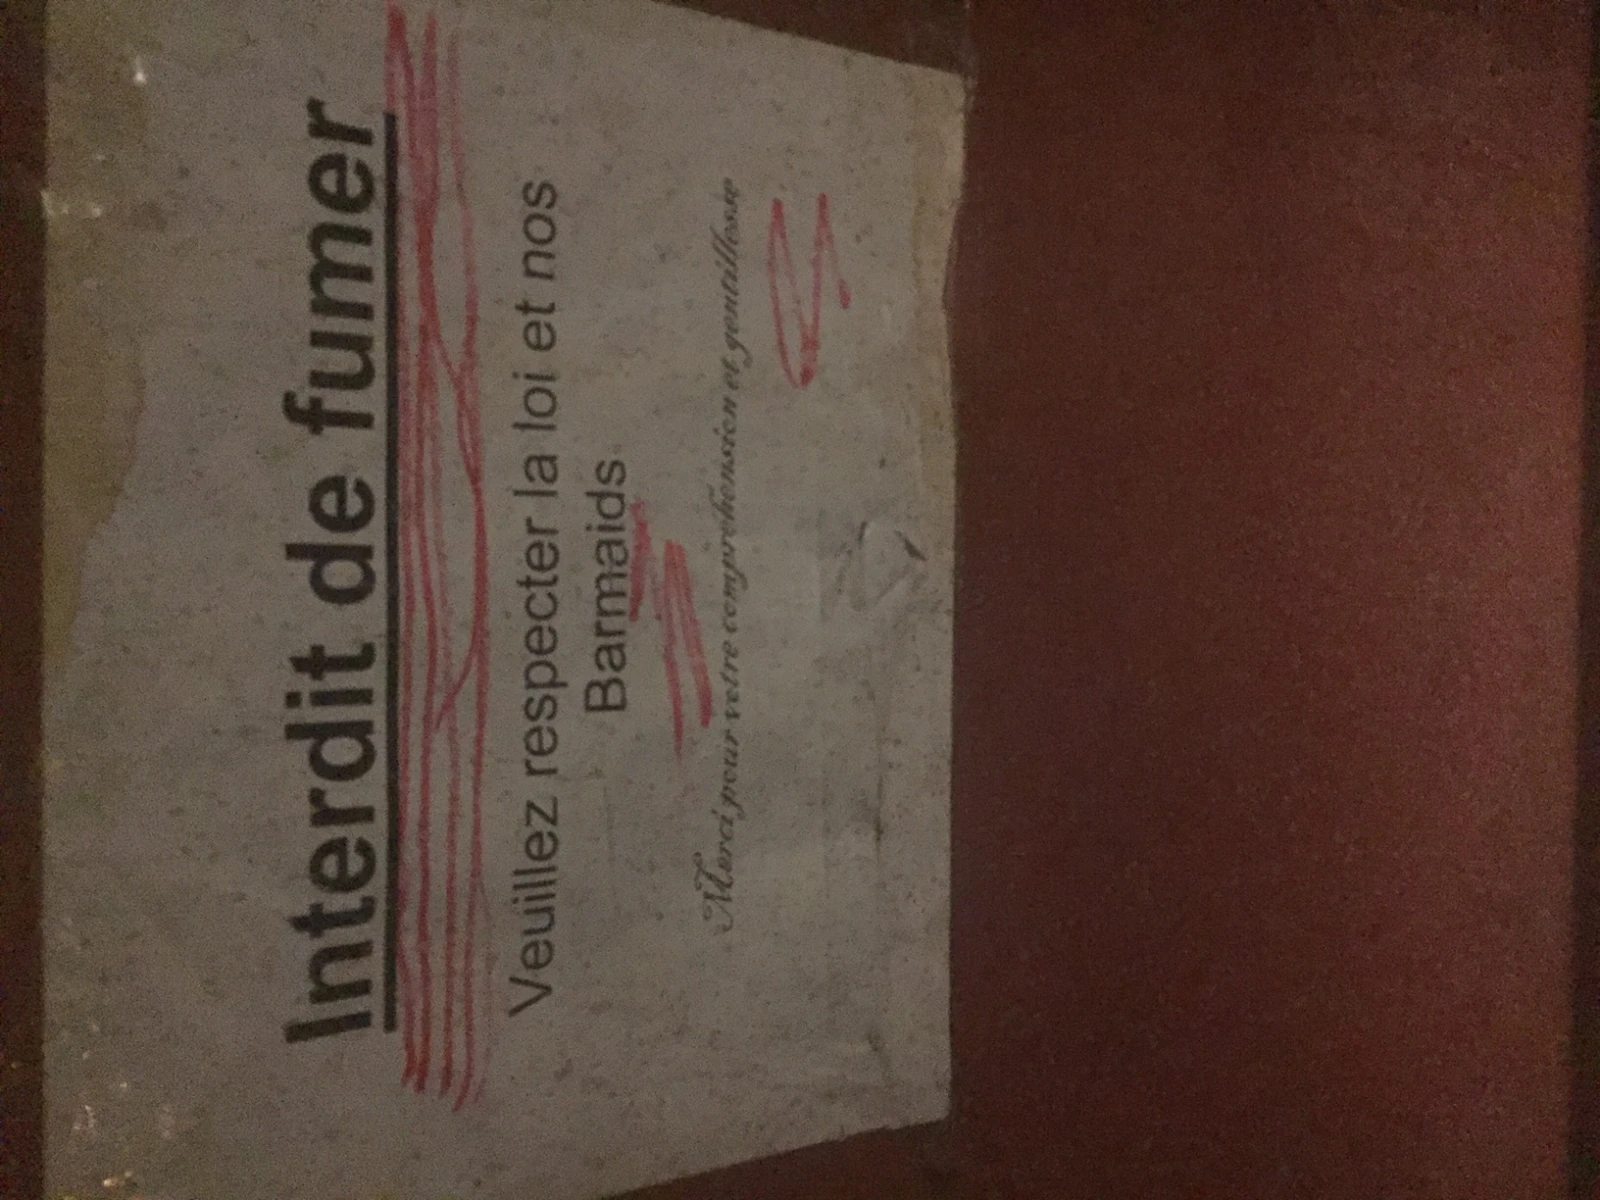 Interdit de fumer
Veuillez respecter la loi et nos
Barmaids
Merci pour votre compréhension et gentillesse